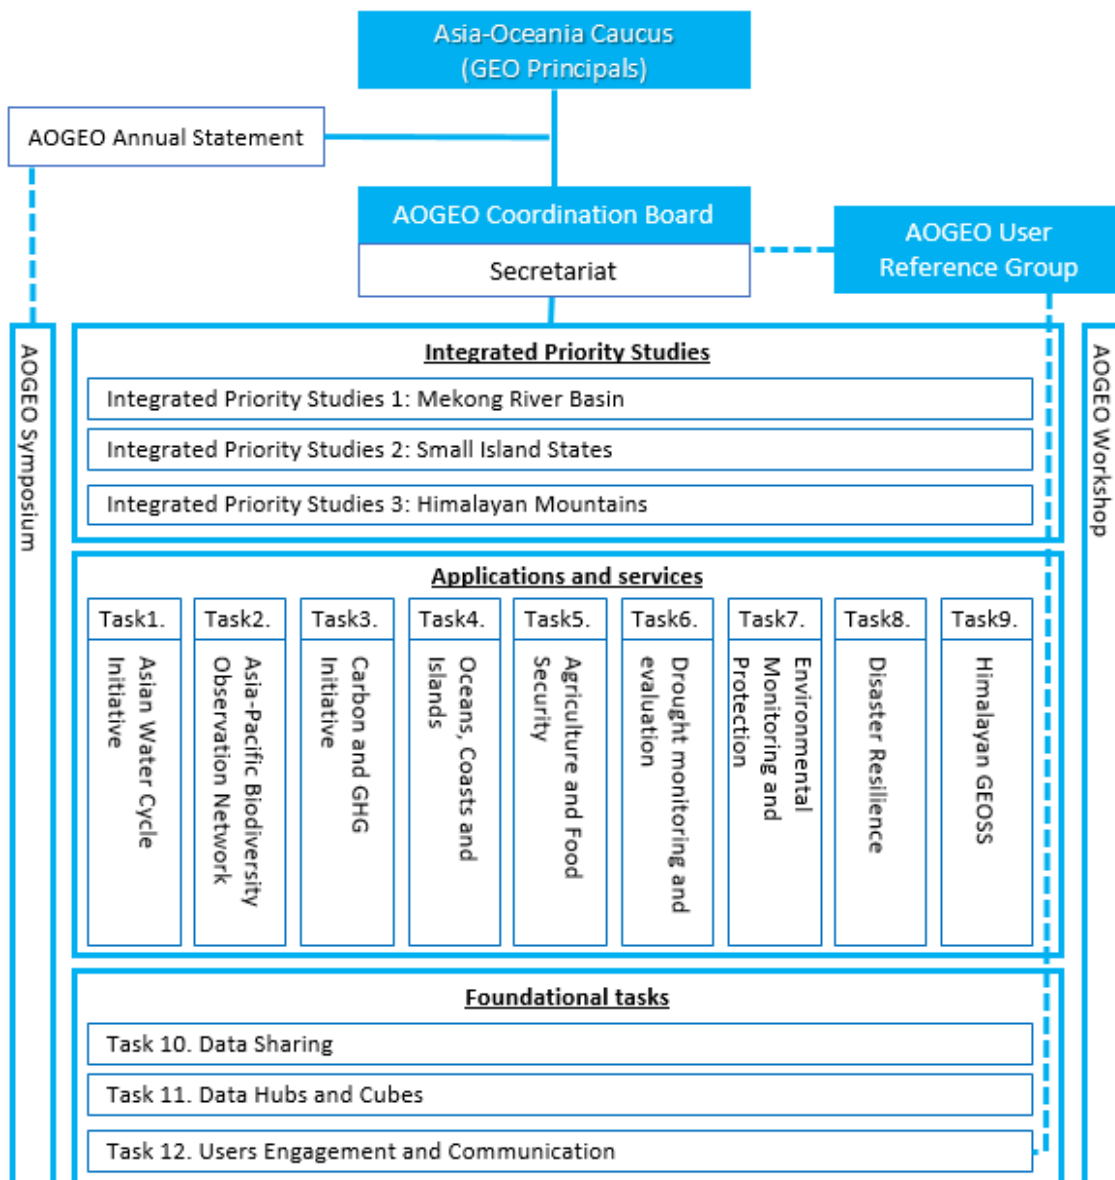 Asia-Oceania Caucus
(GEO Principals)
AOGEO Annual Statement
AOGEO Coordination Board
Secretariat
AOGEO User
Reference Group
AOGEO Symposium
Integrated Priority Studies
Integrated Priority Studies 1: Mekong River Basin
Integrated Priority Studies 2: Small Island States
Integrated Priority Studies 3: Himalayan Mountains
AOGEO Workshop
Applications and services
Task1.
Asian Water Cycle
Initiative
Task2.
Asia-Pacific Biodiversity
Observation Network
Task3.
Carbon and GHG
Initiative
Task4.
Oceans, Coasts and
Islands
Task5.
Agriculture and Food
Security
Task6.
Drought monitoring and
evaluation
Task7.
Environmental
Monitoring and
Protection
Task8.
Disaster Resilience
Task9.
Himalayan GEOSS
Foundational tasks
Task 10. Data Sharing
Task 11. Data Hubs and Cubes
Task 12. Users Engagement and Communication